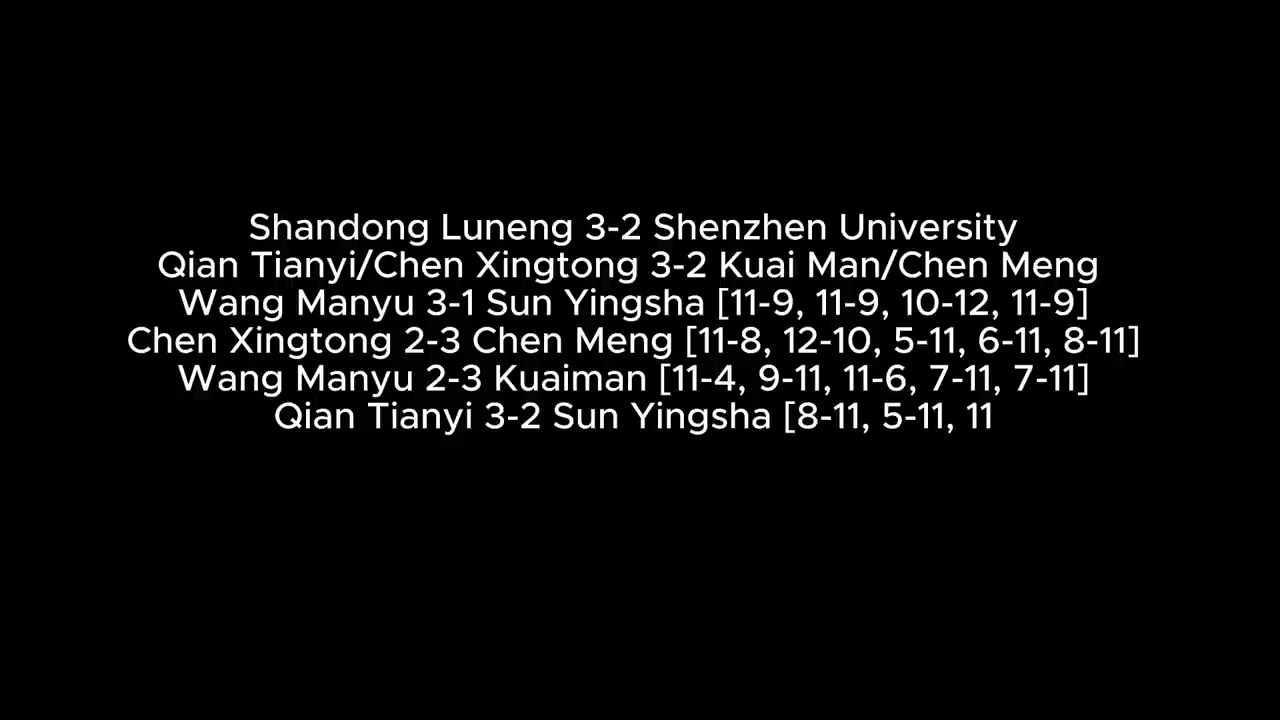 Shandong Luneng 3-2 Shenzhen University
Qian Tianyi/Chen Xingtong 3-2 Kuai Man/Chen Meng
Wang Manyu 3-1 Sun Yingsha [11-9, 11-9, 10-12, 11-9]
Chen Xingtong 2-3 Chen Meng [11-8, 12-10, 5-11, 6-11, 8-11]
Wang Manyu 2-3 Kuaiman [11-4, 9-11, 11-6, 7-11, 7-11]
Qian Tianyi 3-2 Sun Yingsha [8-11, 5-11, 11